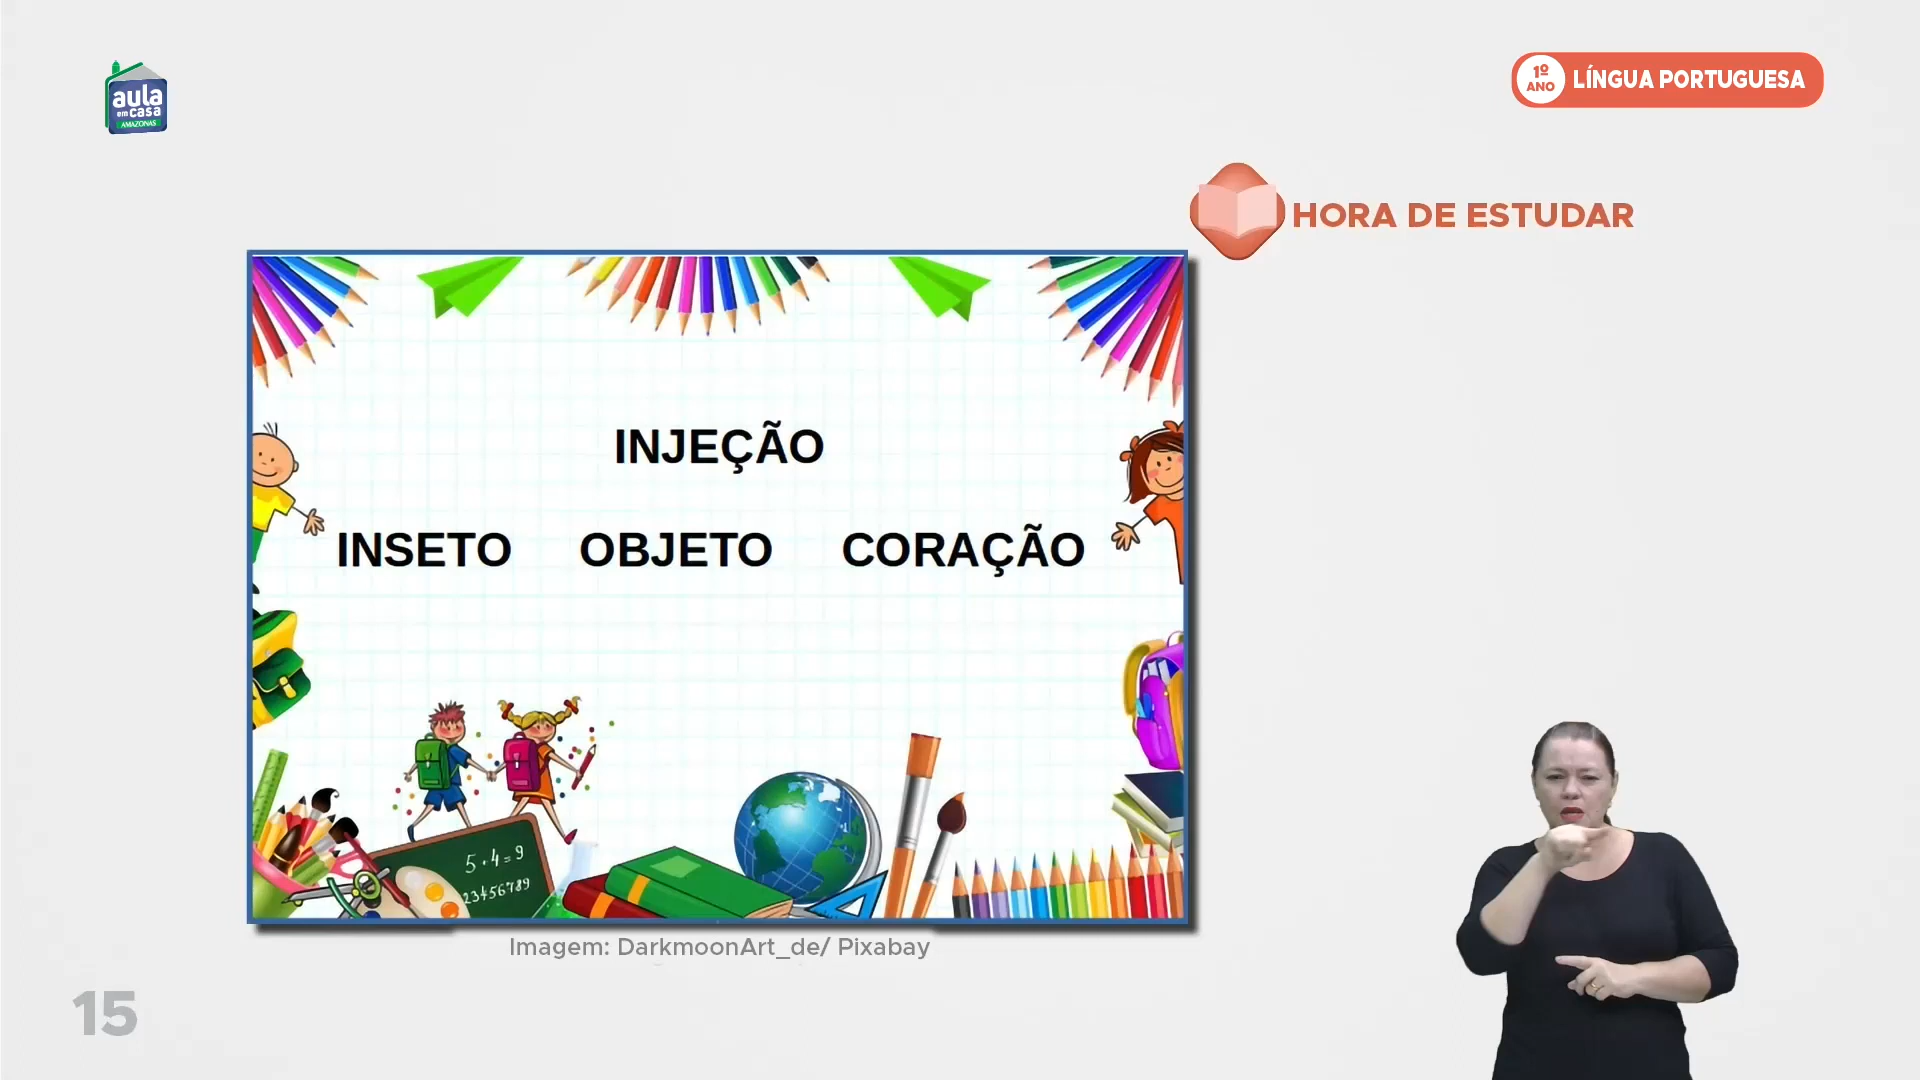 aula
em casa
AMAZONAS
1º
ANO
LÍNGUA PORTUGUESA
HORA DE ESTUDAR
INJEÇÃO
INSETO OBJETO CORAÇÃO
5+4=9
23456789
Imagem: DarkmoonArt_de/ Pixabay
15